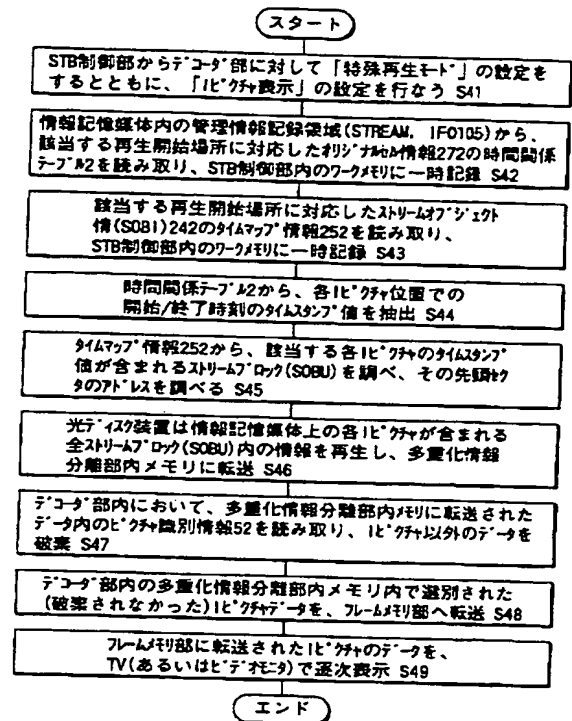 スタート
STB制御部からデコーダ部に対して「特殊再生モード」の設定を
するとともに、「Iピクチャ表示」の設定を行なう S41
情報記憶媒体内の管理情報記録領域(STREAM. IFO105)から、
該当する再生開始場所に対応したオリジナルセル情報272の時間関係
テーブル2を読み取り、STB制御部内のワークメモリに一時記録 S42
該当する再生開始場所に対応したストリームオブジェクト
情(SOBI)242のタイムマップ情報252を読み取り、
STB制御部内のワークメモリに一時記録 S43
時間関係テーブル2から、各Iピクチャ位置での
開始/終了時刻のタイムスタンプ値を抽出 S44
タイムマップ情報252から、該当する各Iピクチャのタイムスタンプ
値が含まれるストリームブロック(SOBU)を調べ、その先頭セク
タのアドレスを調べる S45
光ディスク装置は情報記憶媒体上の各Iピクチャが含まれる
全ストリームブロック(SOBU)内の情報を再生し、多重化情報
分離部内メモリに転送 S46
デコーダ部内において、多重化情報分離部内メモリに転送された
データ内のピクチャ識別情報52を読み取り、Iピクチャ以外のデータを
破棄 S47
デコーダ部内の多重化情報分離部内メモリ内で選別された
(破棄されなかった)Iピクチャデータを、フレームメモリ部へ転送 S48
フレームメモリ部に転送されたIピクチャのデータを、
TV(あるいはビデオモニタ)で逐次表示 S49
エンド